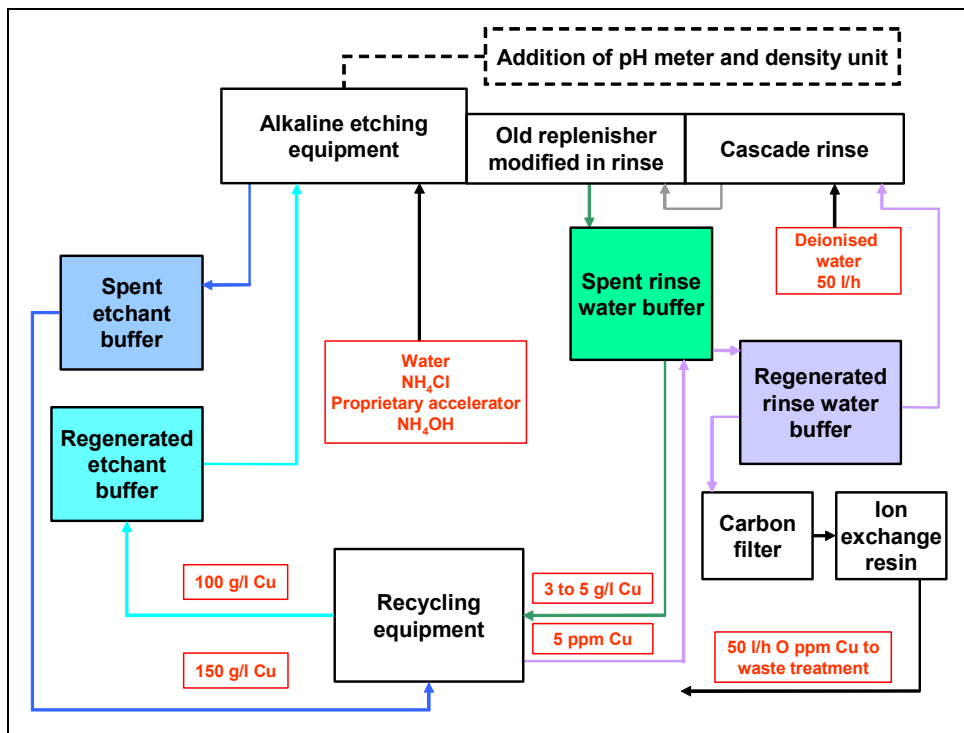 Addition of pH meter and density unit
Alkaline etching
equipment
Old replenisher
modified in rinse
Cascade rinse
Deionised
water
50 l/h
Spent
etchant
buffer
Spent rinse
water buffer
Water
NH₄Cl
Proprietary accelerator
NH₄OH
Regenerated
rinse water
buffer
Regenerated
etchant
buffer
Carbon
filter
Ion
exchange
resin
100 g/l Cu
Recycling
equipment
3 to 5 g/l Cu
5 ppm Cu
150 g/l Cu
50 l/h O ppm Cu to
waste treatment